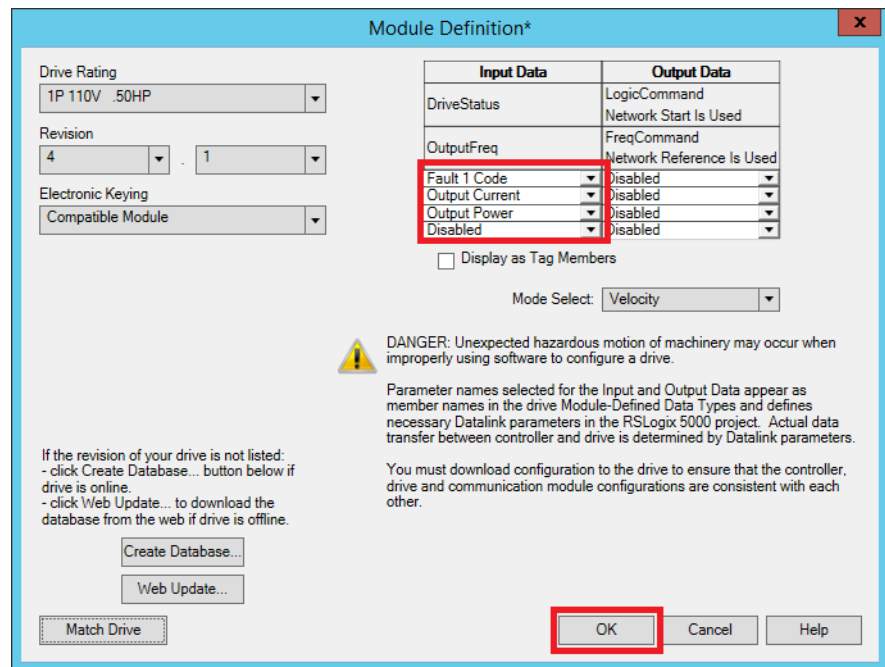 Module Definition*
x
Drive Rating
1P 110V .50HP
Revision
4 . 1
Electronic Keying
Compatible Module
Input Data Output Data
DriveStatus
LogicCommand
Network Start Is Used
OutputFreq
FreqCommand
Network Reference Is Used
Fault 1 Code Disabled
Output Current Disabled
Output Power Disabled
Disabled Disabled
Display as Tag Members
Mode Select: Velocity
DANGER: Unexpected hazardous motion of machinery may occur when
improperly using software to configure a drive.
Parameter names selected for the Input and Output Data appear as
member names in the drive Module-Defined Data Types and defines
necessary Datalink parameters in the RSLogix 5000 project. Actual data
transfer between controller and drive is determined by Datalink parameters.
You must download configuration to the drive to ensure that the controller,
drive and communication module configurations are consistent with each
other.
If the revision of your drive is not listed:
- click Create Database... button below if
drive is online.
- click Web Update... to download the
database from the web if drive is offline.
Create Database...
Web Update...
Match Drive
OK
Cancel
Help